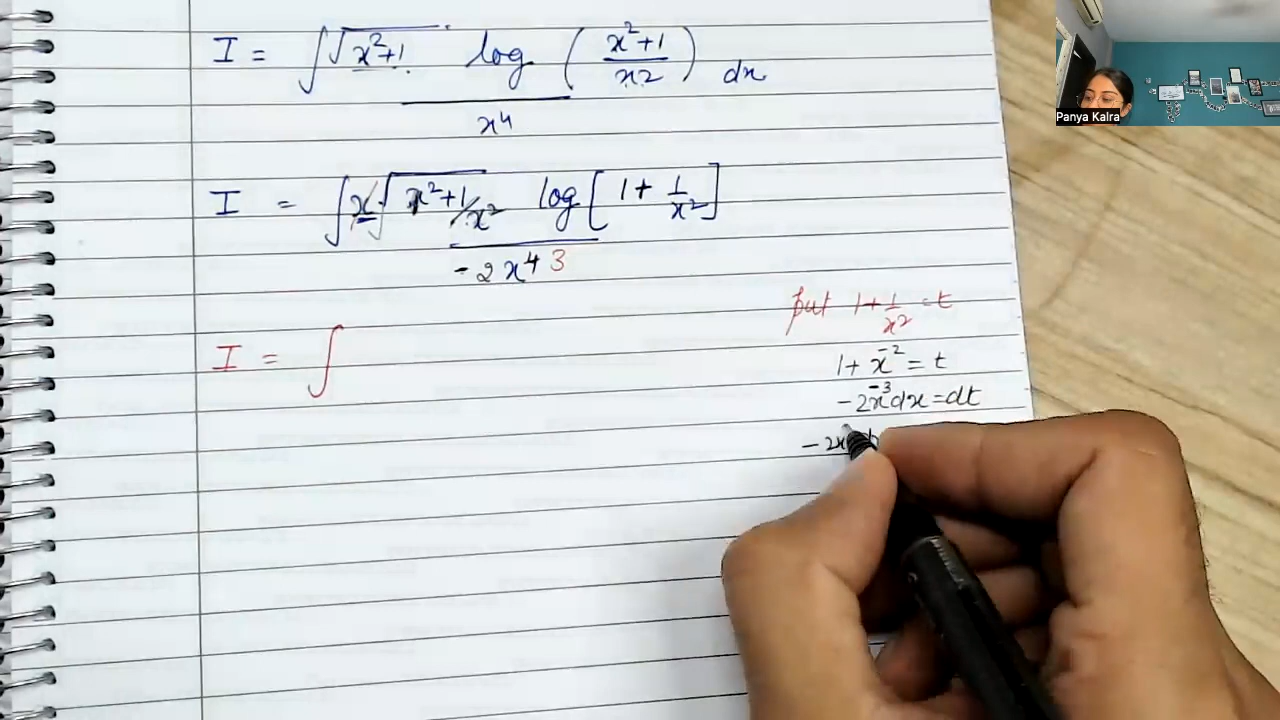 I = ∫ √x²+1 log ( x²+1 / x2 ) dx
x⁴
I = ∫ x √x²+1/x² log [ 1 + 1/x² ]
-2x⁴ 3
put 1+ 1/x² = t
I = ∫
1 + x⁻² = t
-2x⁻³dx = dt
- 2x
Panya Kalra